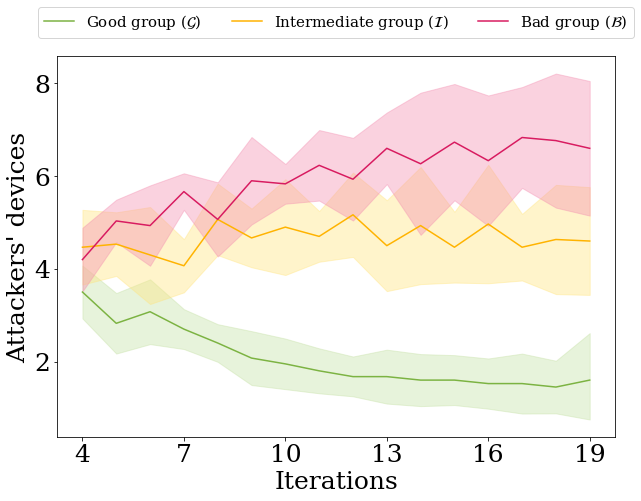 Good group (𝒢) Intermediate group (ℐ) Bad group (ℬ)
8
6
4
2
Attackers' devices
4 7 10 13 16 19
Iterations